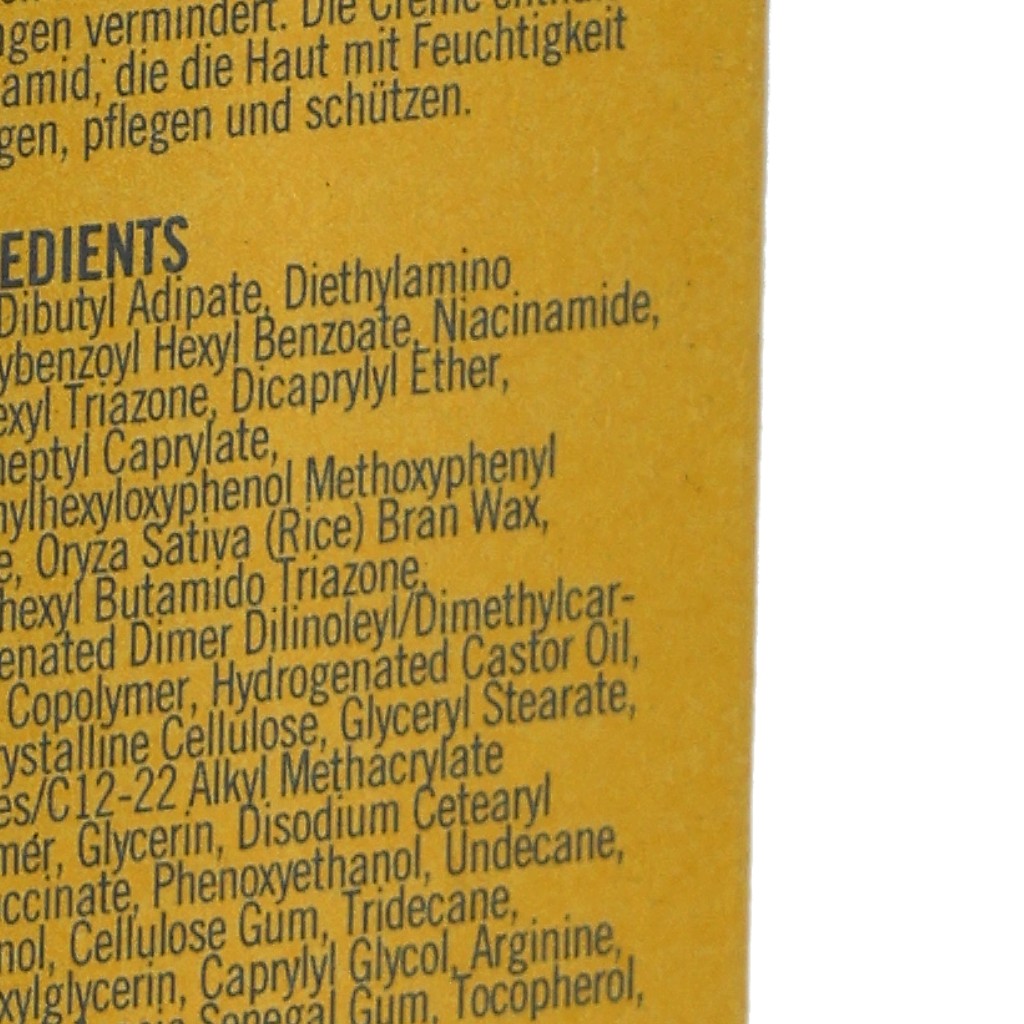 ngen vermindert. Die Creme
amid, die die Haut mit Feuchtigkeit
gen, pflegen und schützen.
EDIENTS
Dibutyl Adipate, Diethylamino
ybenzoyl Hexyl Benzoate, Niacinamide,
exyl Triazone, Dicaprylyl Ether,
heptyl Caprylate,
hylhexyloxyphenol Methoxyphenyl
e, Oryza Sativa (Rice) Bran Wax,
hexyl Butamido Triazone,
enated Dimer Dilinoleyl/Dimethylcar-
Copolymer, Hydrogenated Castor Oil,
ystalline Cellulose, Glyceryl Stearate,
es/C12-22 Alkyl Methacrylate
mer, Glycerin, Disodium Cetearyl
ccinate, Phenoxyethanol, Undecane,
nol, Cellulose Gum, Tridecane,
xylglycerin, Caprylyl Glycol, Arginine,
Senegal Gum, Tocopherol,